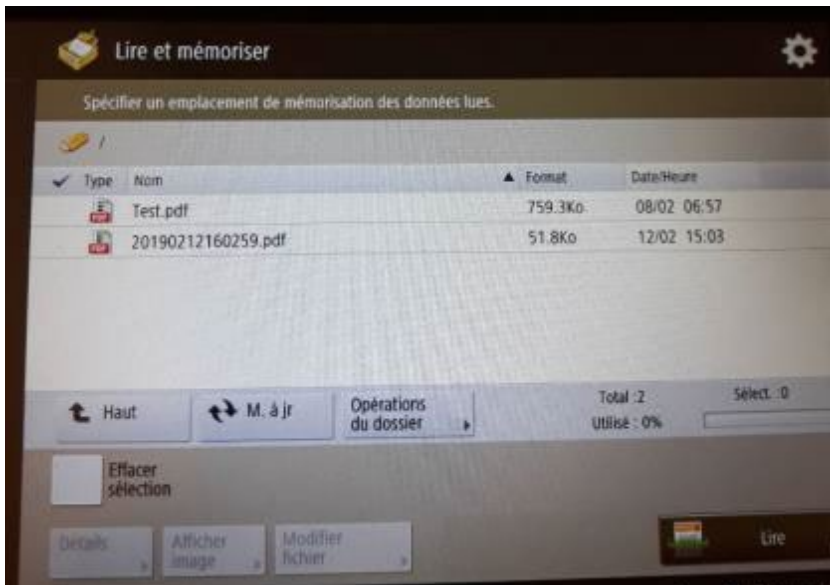 Lire et mémoriser
Spécifier un emplacement de mémorisation des données lues.
/
Type Nom ▲ Format Date/Heure
PDF Test.pdf 759.3Ko 08/02 06:57
PDF 20190212160259.pdf 51.8Ko 12/02 15:03
Haut M. à jr Opérations du dossier Total :2 Sélect. :0
Utilisé : 0%
Effacer
sélection
Détails Afficher image Modifier fichier Lire